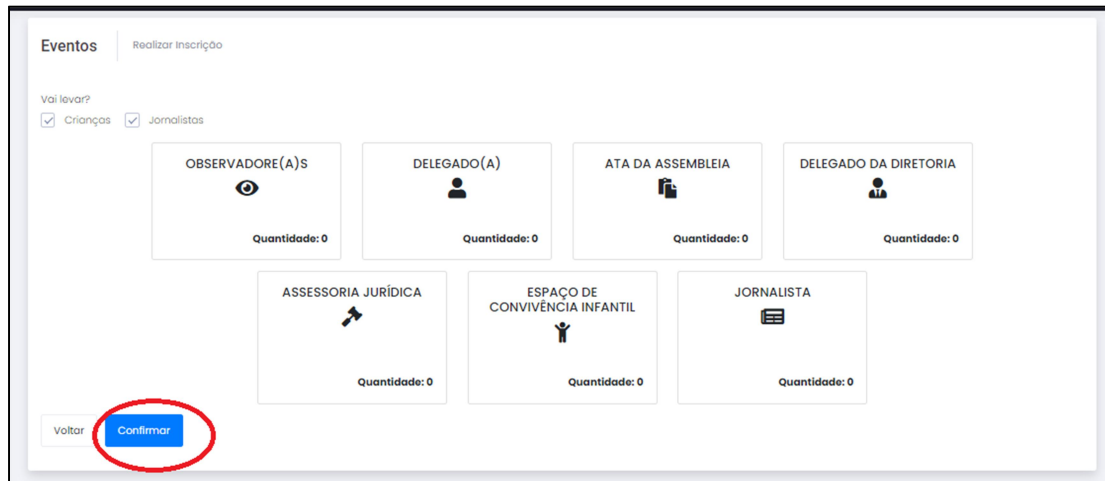 Eventos
Realizar Inscrição
Vai levar?
Crianças
Jornalistas
OBSERVADORE(A)S
Quantidade: 0
DELEGADO(A)
Quantidade: 0
ATA DA ASSEMBLEIA
Quantidade: 0
DELEGADO DA DIRETORIA
Quantidade: 0
ASSESSORIA JURÍDICA
Quantidade: 0
ESPAÇO DE
CONVIVÊNCIA INFANTIL
Quantidade: 0
JORNALISTA
Quantidade: 0
Voltar
Confirmar